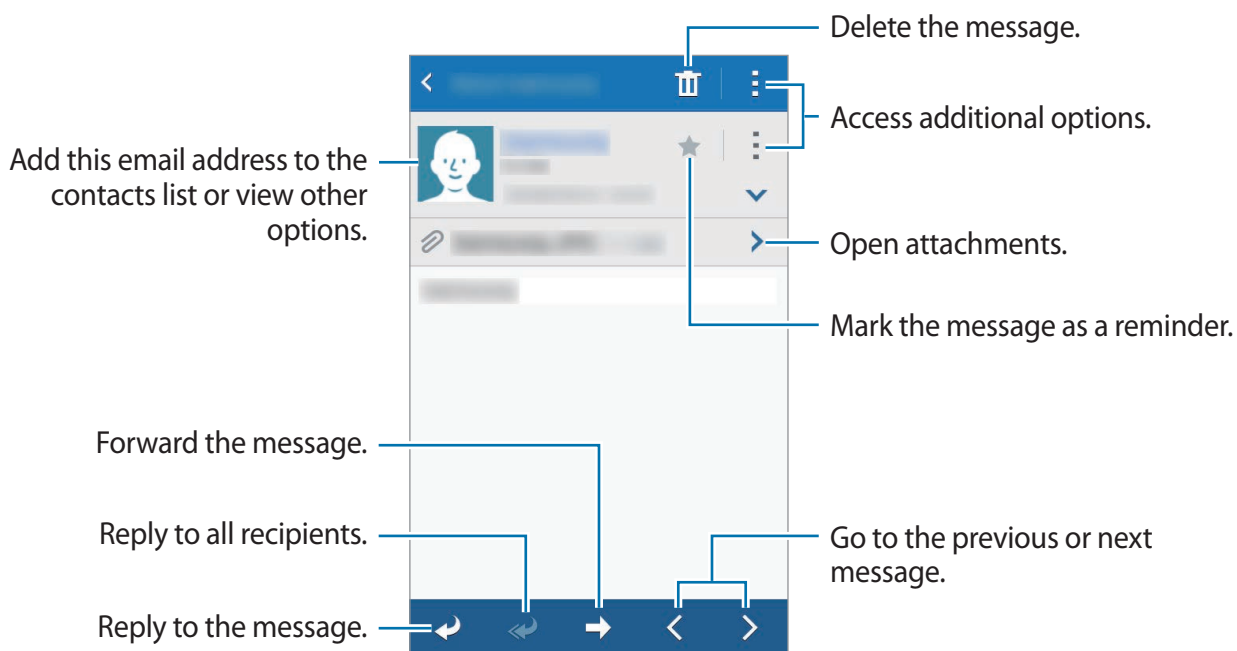 Delete the message.
Access additional options.
Add this email address to the
contacts list or view other
options.
Open attachments.
Mark the message as a reminder.
Forward the message.
Reply to all recipients.
Go to the previous or next
message.
Reply to the message.